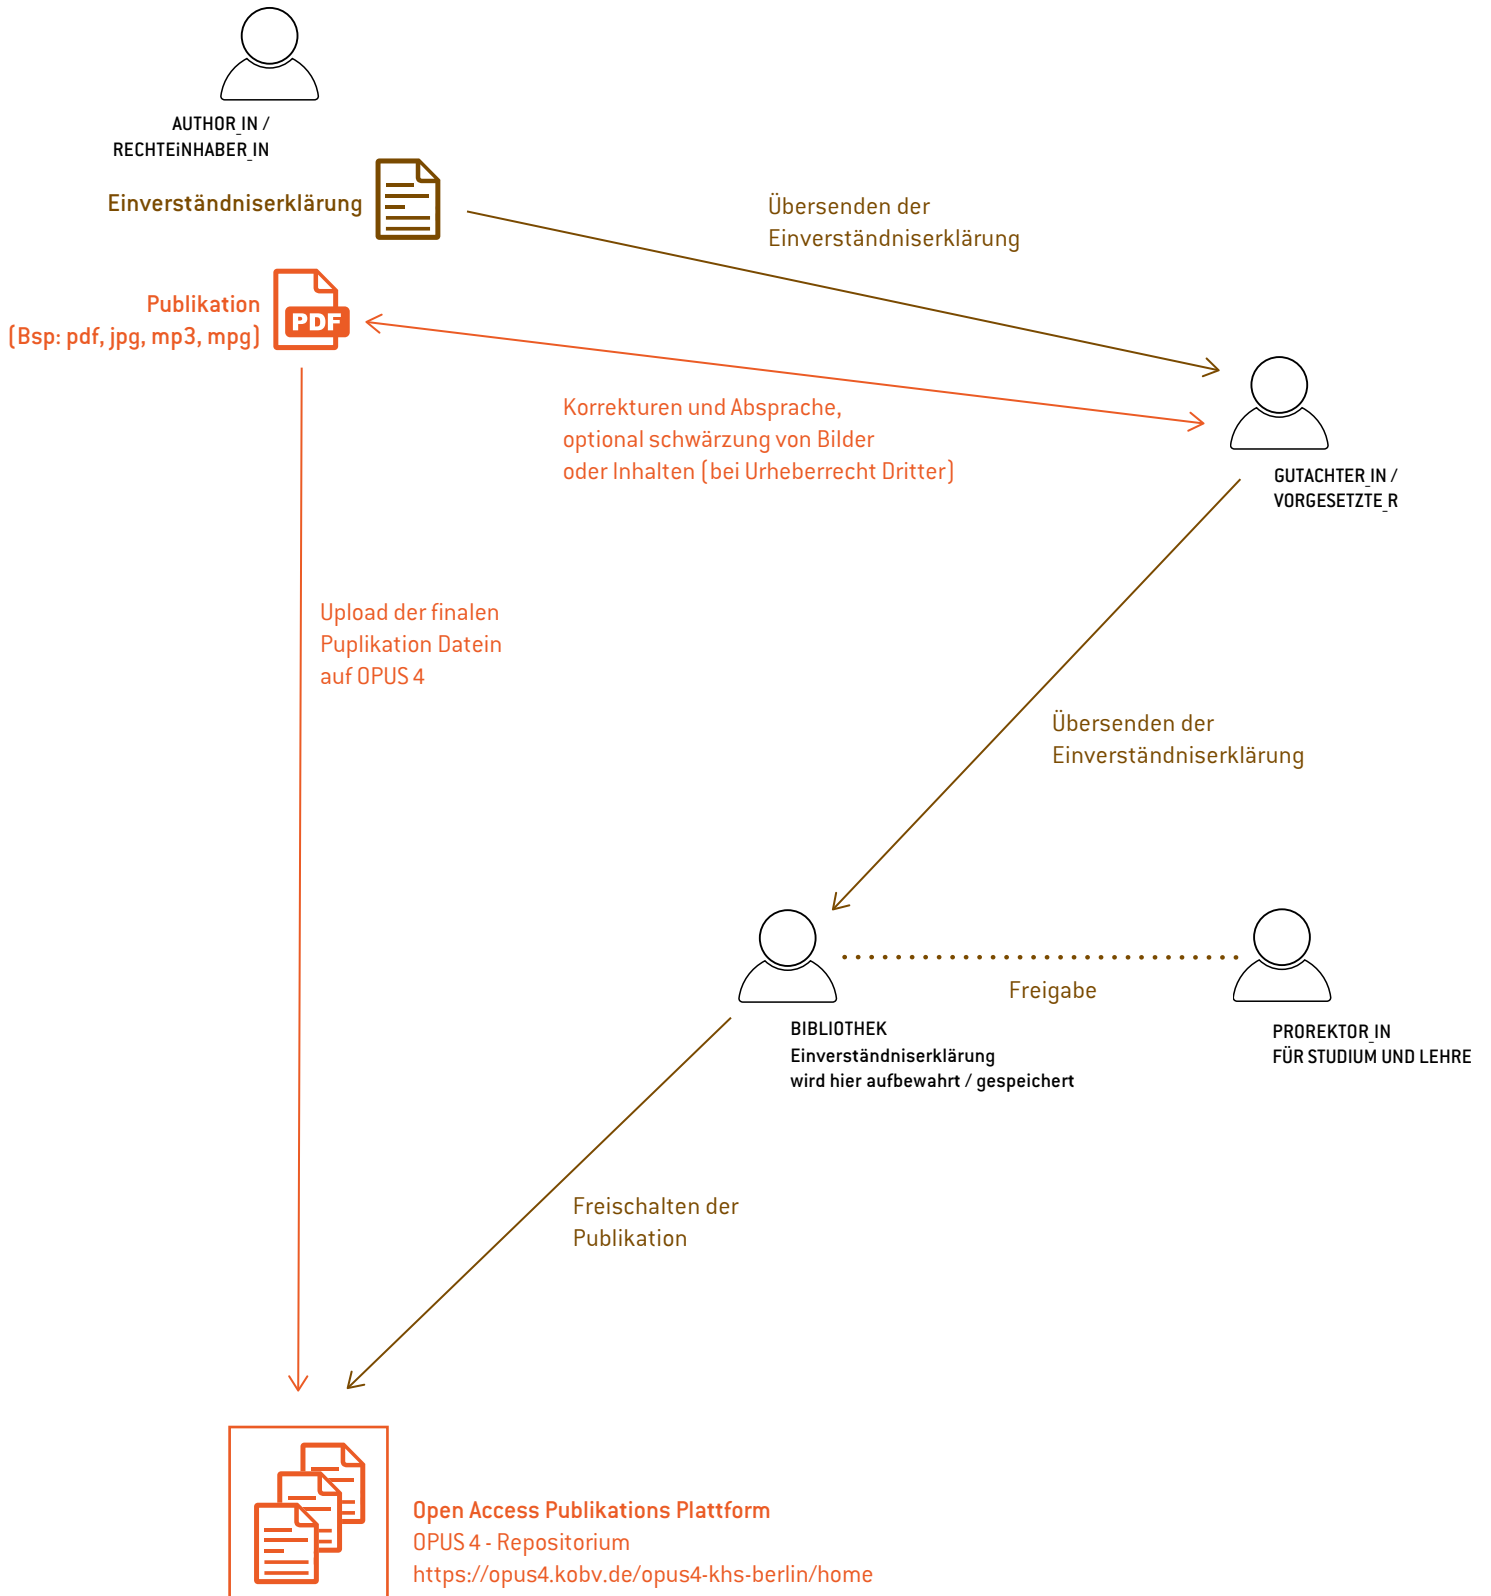 AUTHOR_IN /
RECHTEiNHABER_IN
Einverständniserklärung
Übersenden der
Einverständniserklärung
Publikation
(Bsp: pdf, jpg, mp3, mpg)
PDF
Korrekturen und Absprache,
optional schwärzung von Bilder
oder Inhalten (bei Urheberrecht Dritter)
GUTACHTER_IN /
VORGESETZTE_R
Upload der finalen
Puplikation Datein
auf OPUS 4
Übersenden der
Einverständniserklärung
Freigabe
BIBLIOTHEK
Einverständniserklärung
wird hier aufbewahrt / gespeichert
PROREKTOR_IN
FÜR STUDIUM UND LEHRE
Freischalten der
Publikation
Open Access Publikations Plattform
OPUS 4 - Repositorium
https://opus4.kobv.de/opus4-khs-berlin/home